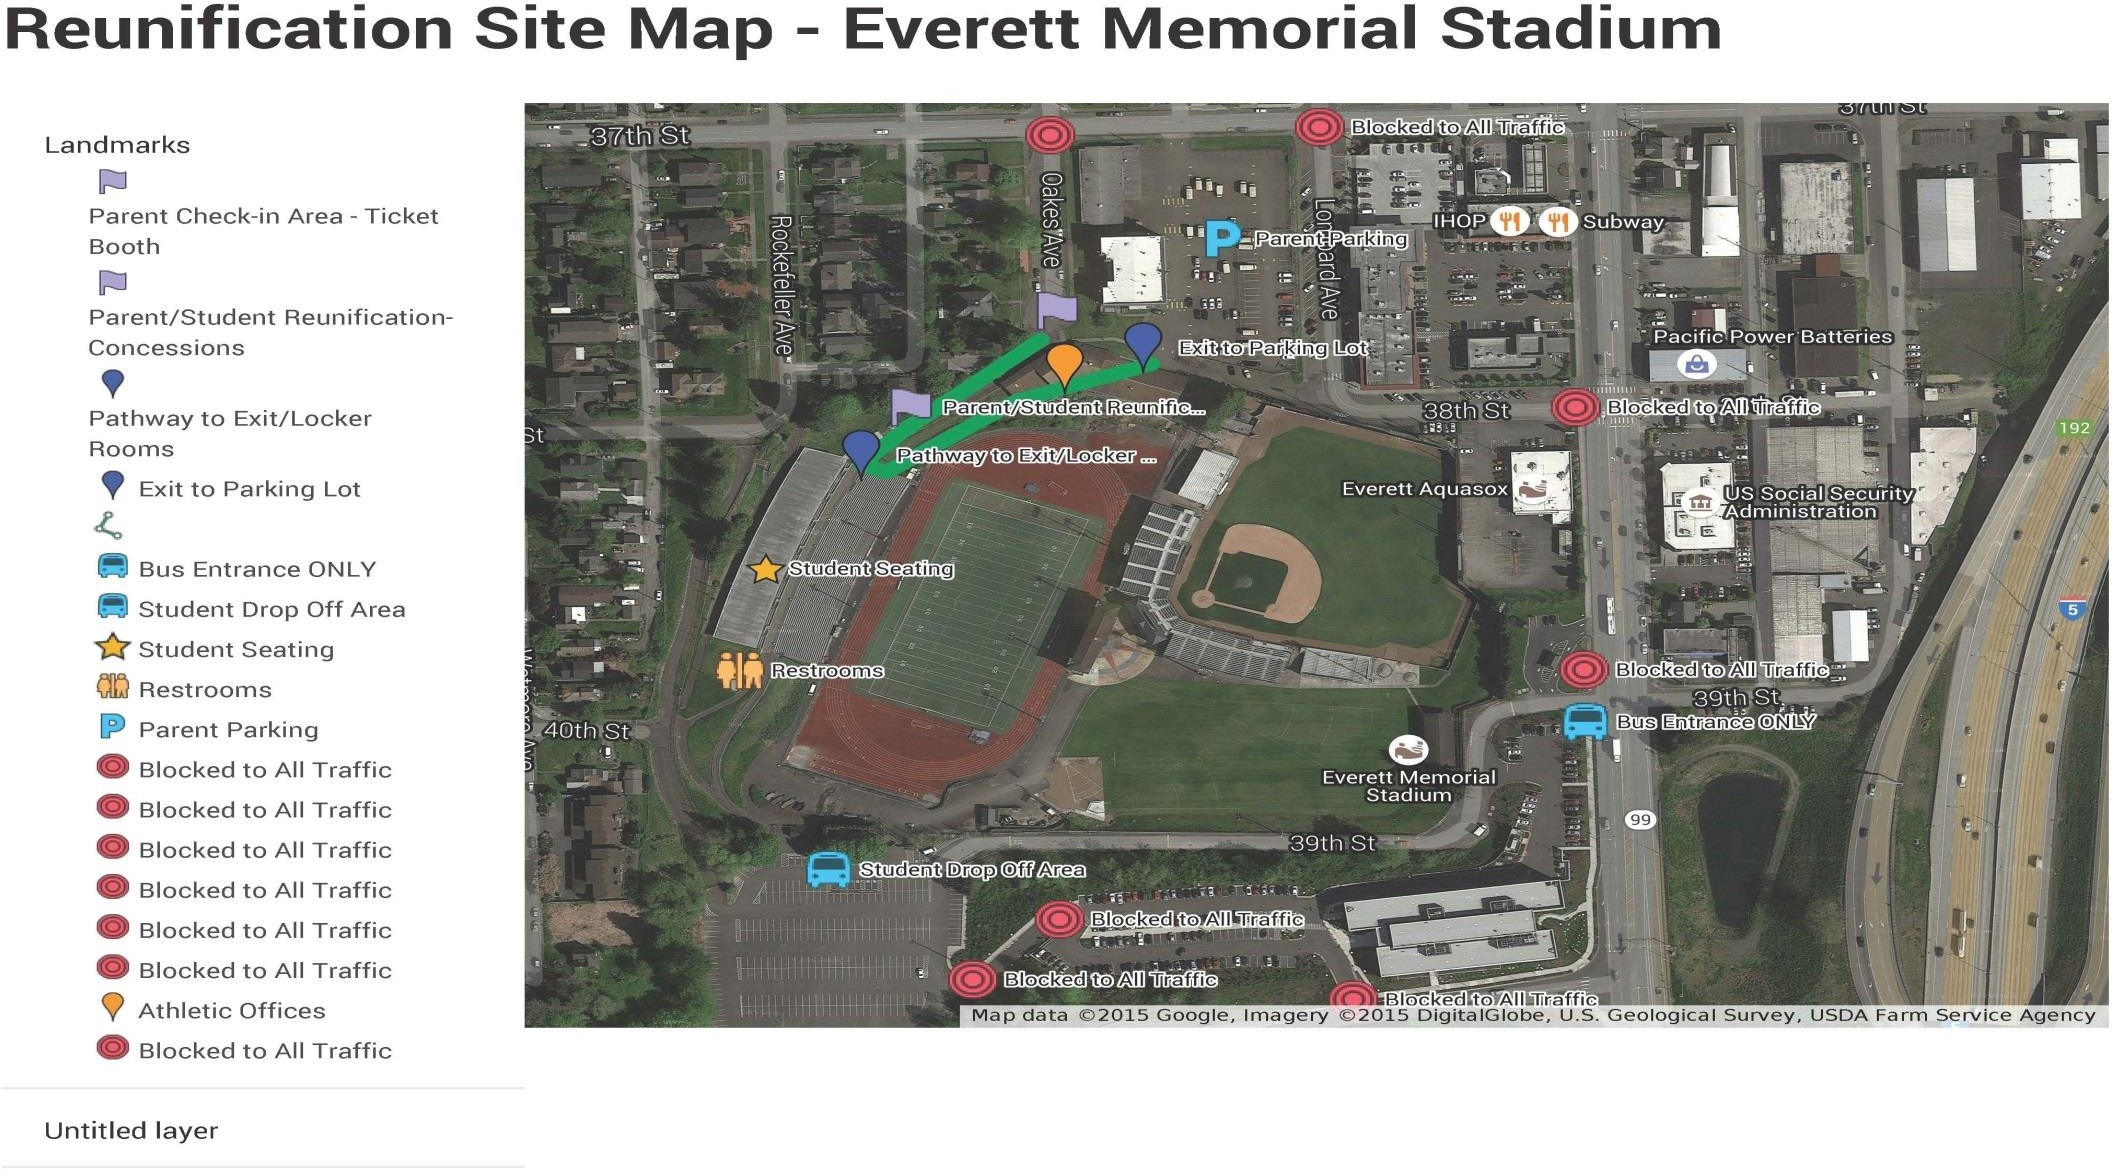 Reunification Site Map - Everett Memorial Stadium
Landmarks
Parent Check-in Area - Ticket
Booth
Parent/Student Reunification-
Concessions
Pathway to Exit/Locker
Rooms
Exit to Parking Lot
Bus Entrance ONLY
Student Drop Off Area
Student Seating
Restrooms
Parent Parking
Blocked to All Traffic
Blocked to All Traffic
Blocked to All Traffic
Blocked to All Traffic
Blocked to All Traffic
Blocked to All Traffic
Athletic Offices
Blocked to All Traffic
Untitled layer
37th St
37th St
Blocked to All Traffic
Oakes Ave
Rockefeller Ave
Lombard Ave
IHOP
Subway
P
Parent Parking
Pacific Power Batteries
Exit to Parking Lot
Parent/Student Reunific...
38th St
Blocked to All Traffic
192
St
Pathway to Exit/Locker ...
Everett Aquasox
US Social Security
Administration
Student Seating
5
Restrooms
Blocked to All Traffic
39th St
Bus Entrance ONLY
40th St
Everett Memorial
Stadium
99
39th St
Student Drop Off Area
Blocked to All Traffic
Blocked to All Traffic
Blocked to All Traffic
Map data ©2015 Google, Imagery ©2015 DigitalGlobe, U.S. Geological Survey, USDA Farm Service Agency